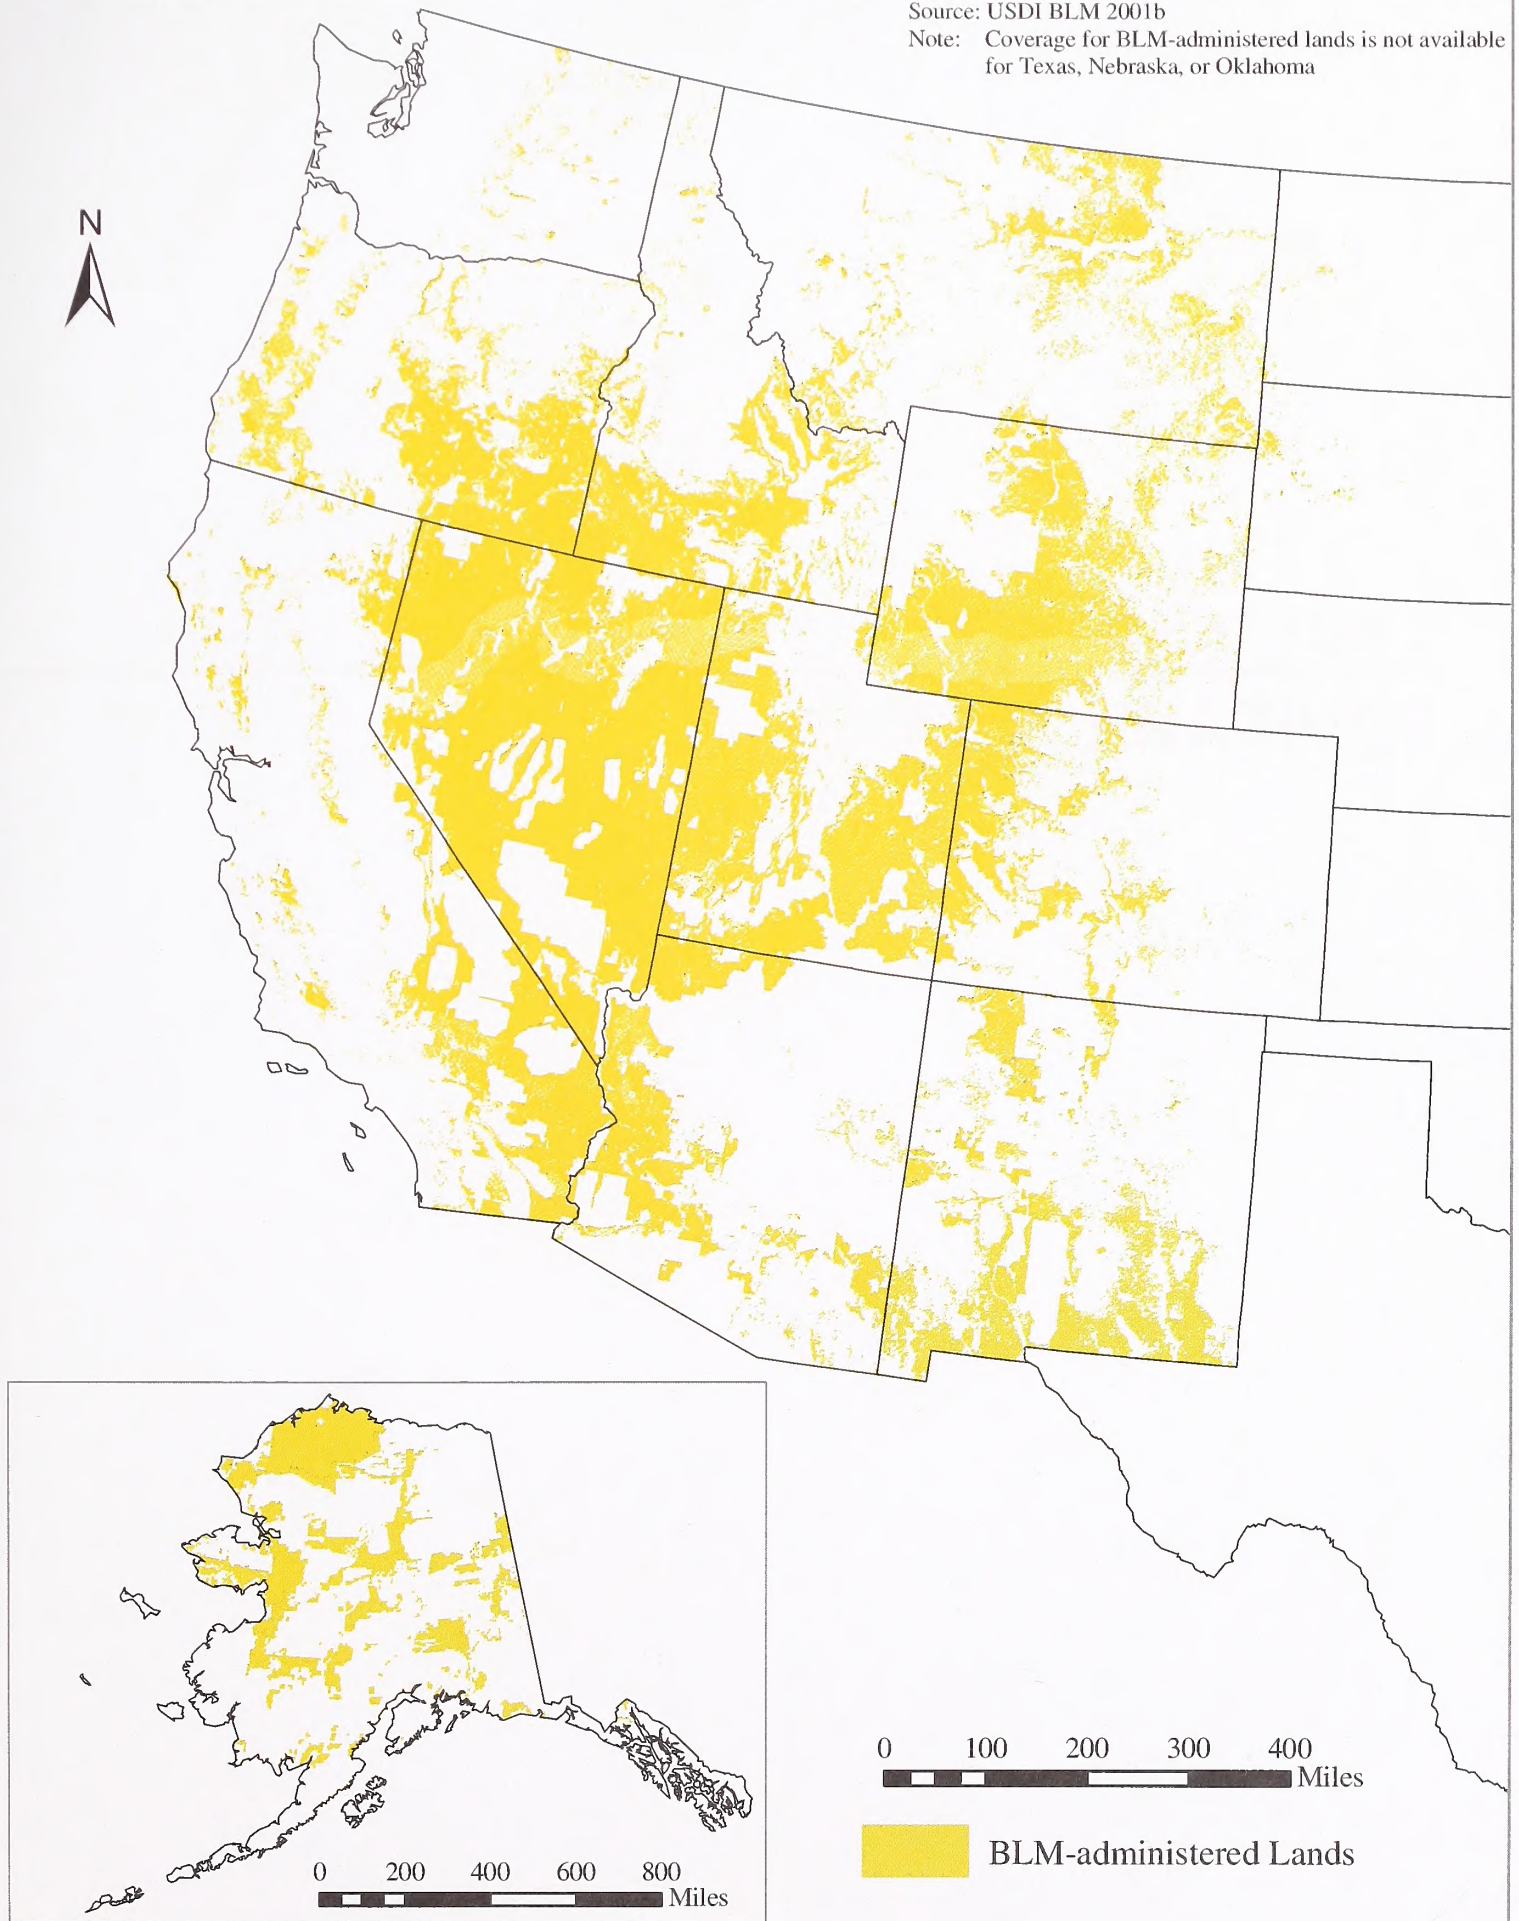 Source: USDI BLM 2001b
Note: Coverage for BLM-administered lands is not available
for Texas, Nebraska, or Oklahoma
N
0 100 200 300 400
Miles
BLM-administered Lands
0 200 400 600 800
Miles